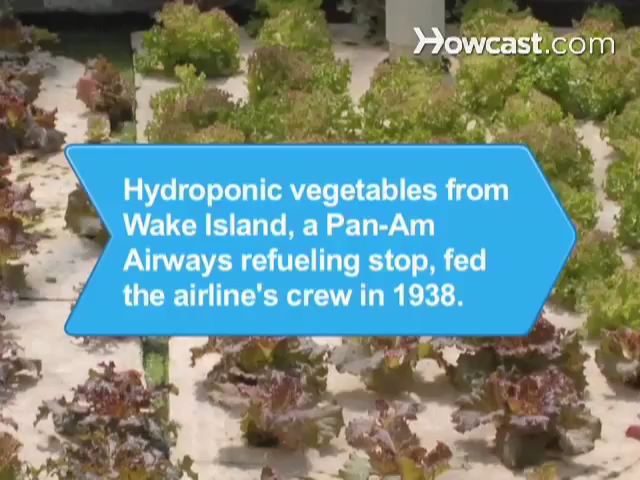 Howcast.com
Hydroponic vegetables from
Wake Island, a Pan-Am
Airways refueling stop, fed
the airline's crew in 1938.